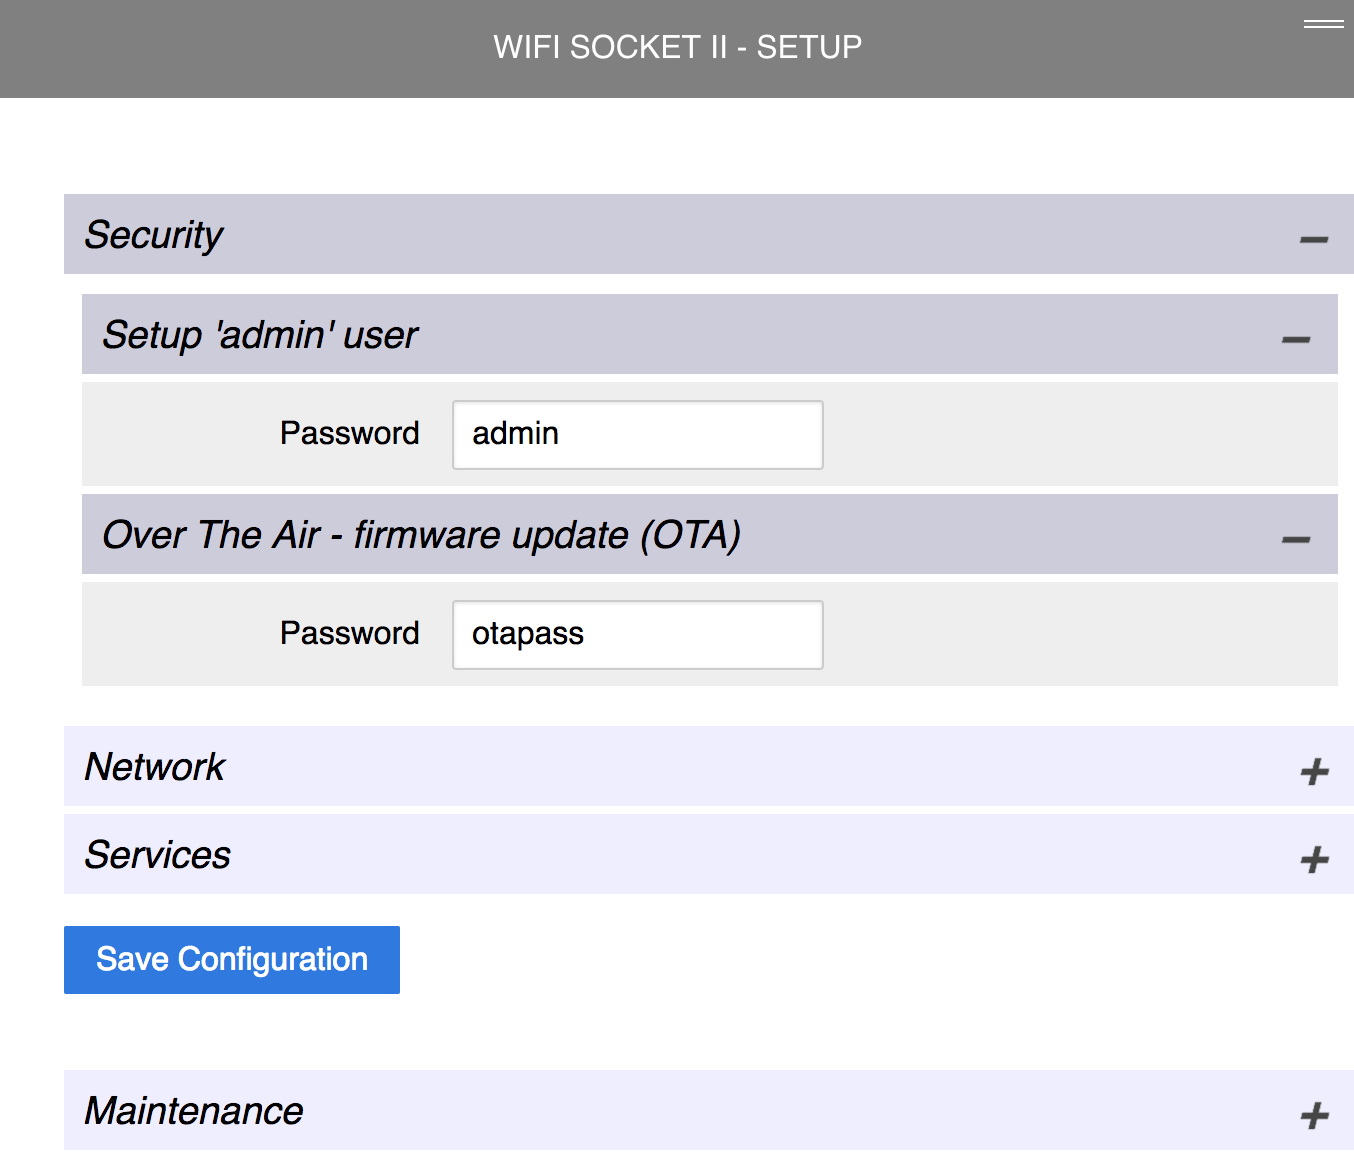 WIFI SOCKET II - SETUP
Security
Setup 'admin' user
Password admin
Over The Air - firmware update (OTA)
Password otapass
Network
Services
Save Configuration
Maintenance